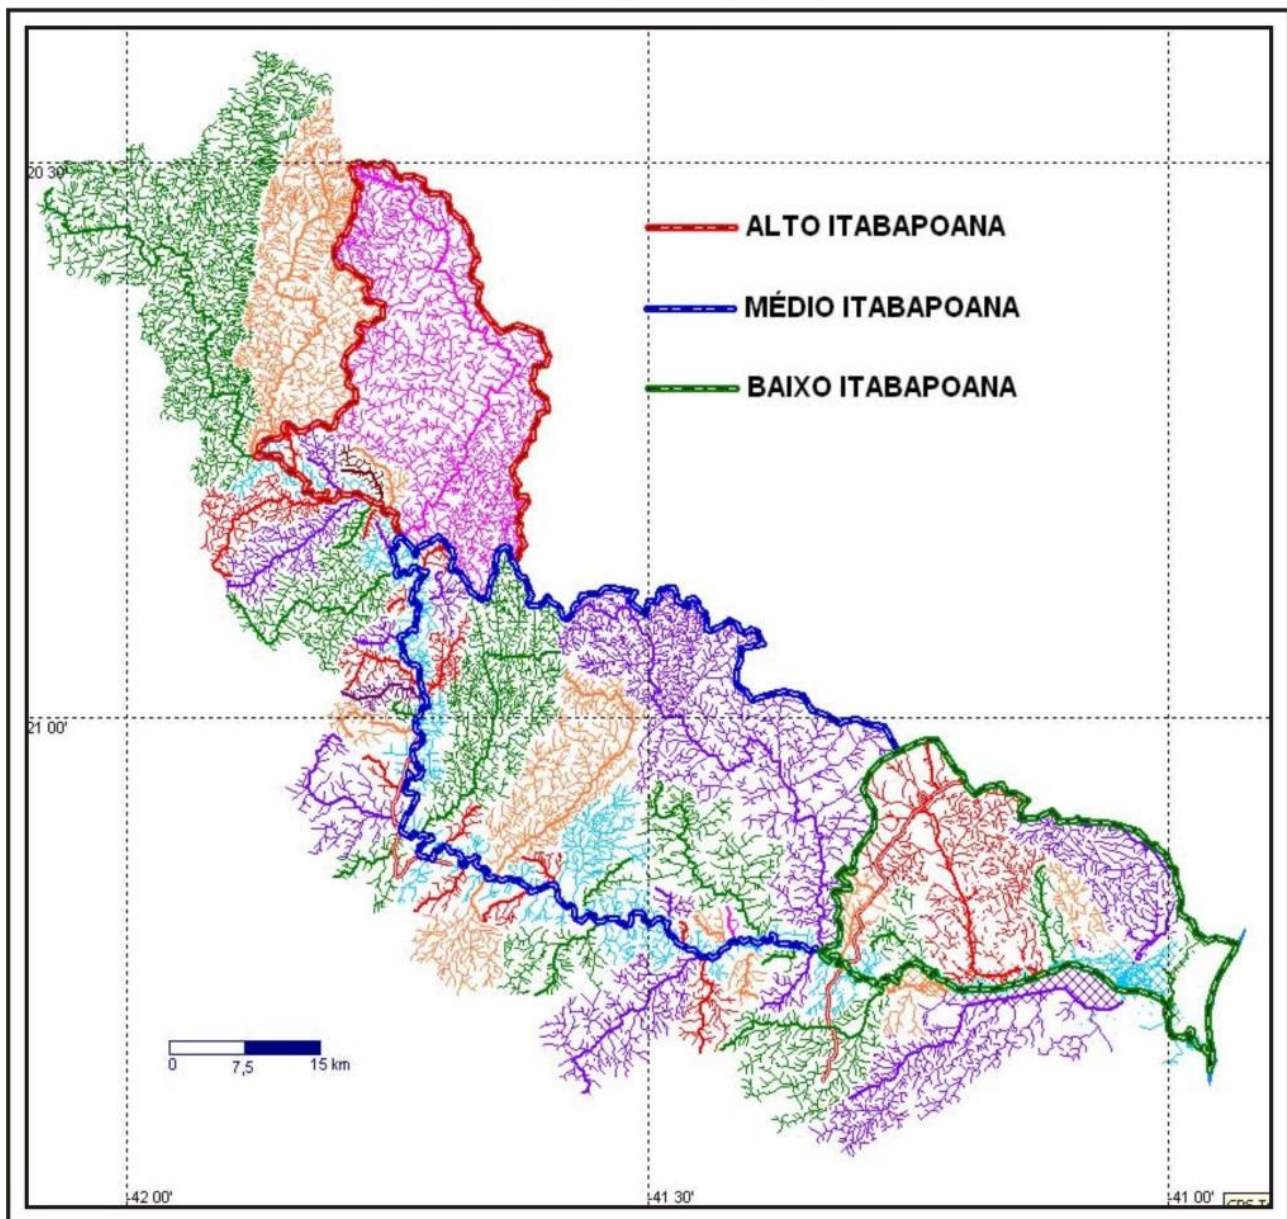 20 30'
ALTO ITABAPOANA
MÉDIO ITABAPOANA
BAIXO ITABAPOANA
21 00'
0 7,5 15 km
-42 00' -41 30' -41 00'